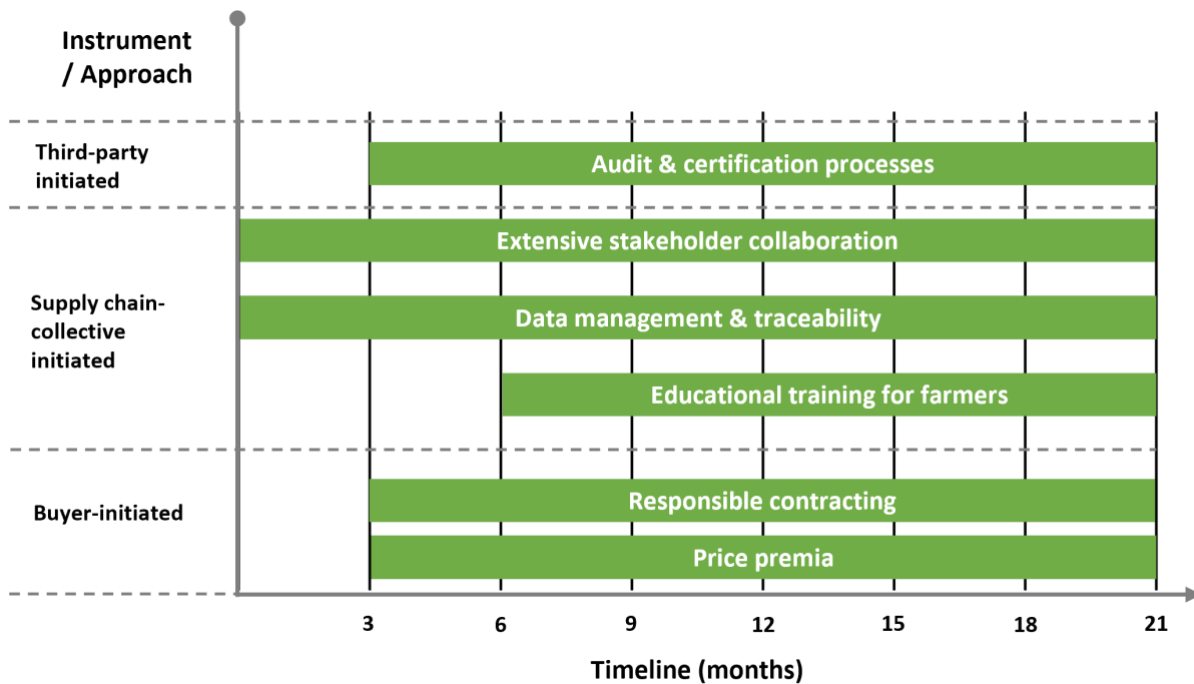 Instrument
/ Approach
Third-party
initiated
Audit & certification processes
Supply chain-
collective
initiated
Extensive stakeholder collaboration
Data management & traceability
Educational training for farmers
Buyer-initiated
Responsible contracting
Price premia
3 6 9 12 15 18 21
Timeline (months)